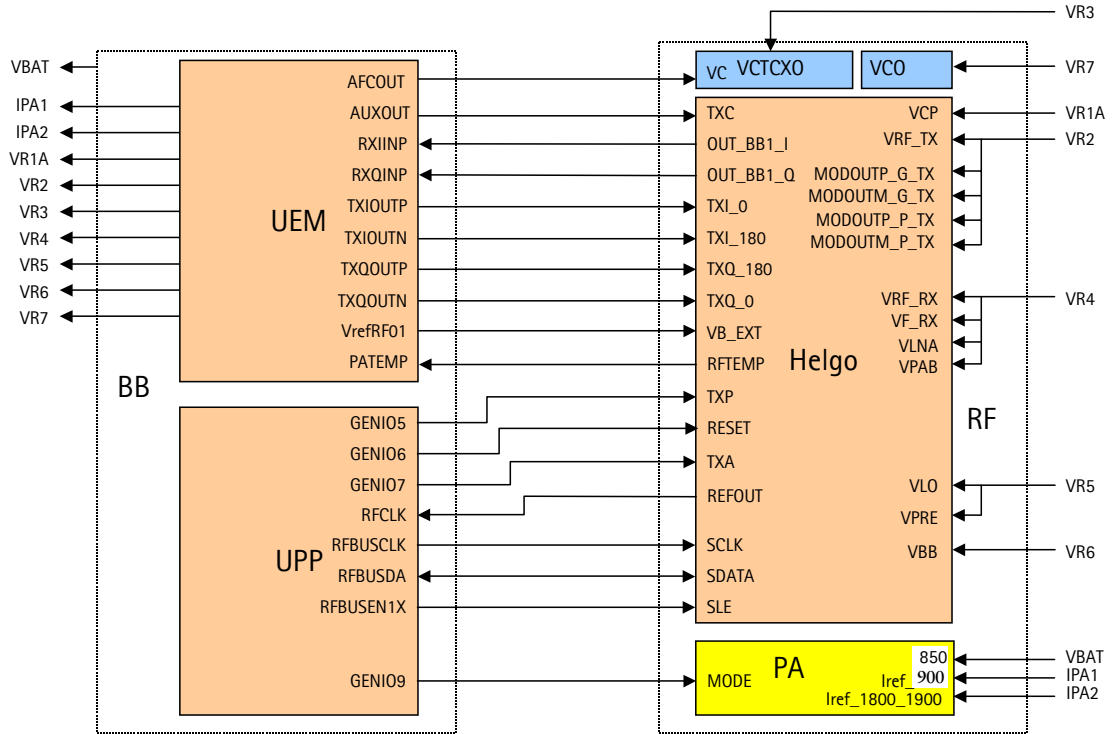 VR3
VBAT
IPA1
IPA2
VR1A
VR2
VR3
VR4
VR5
VR6
VR7
BB
UEM
AFCOUT
AUXOUT
RXIINP
RXQINP
TXIOUTP
TXIOUTN
TXQOUTP
TXQOUTN
VrefRF01
PATEMP
UPP
GENIO5
GENIO6
GENIO7
RFCLK
RFBUSCLK
RFBUSDA
RFBUSEN1X
GENIO9
VC VCTCXO
VCO
TXC
OUT_BB1_I
OUT_BB1_Q
TXI_0
TXI_180
TXQ_180
TXQ_0
VB_EXT
RFTEMP
TXP
RESET
TXA
REFOUT
SCLK
SDATA
SLE
Helgo
VCP
VRF_TX
MODOUTP_G_TX
MODOUTM_G_TX
MODOUTP_P_TX
MODOUTM_P_TX
VRF_RX
VF_RX
VLNA
VPAB
VLO
VPRE
VBB
RF
MODE
PA
850
Iref_900
Iref_1800_1900
VR7
VR1A
VR2
VR4
VR5
VR6
VBAT
IPA1
IPA2